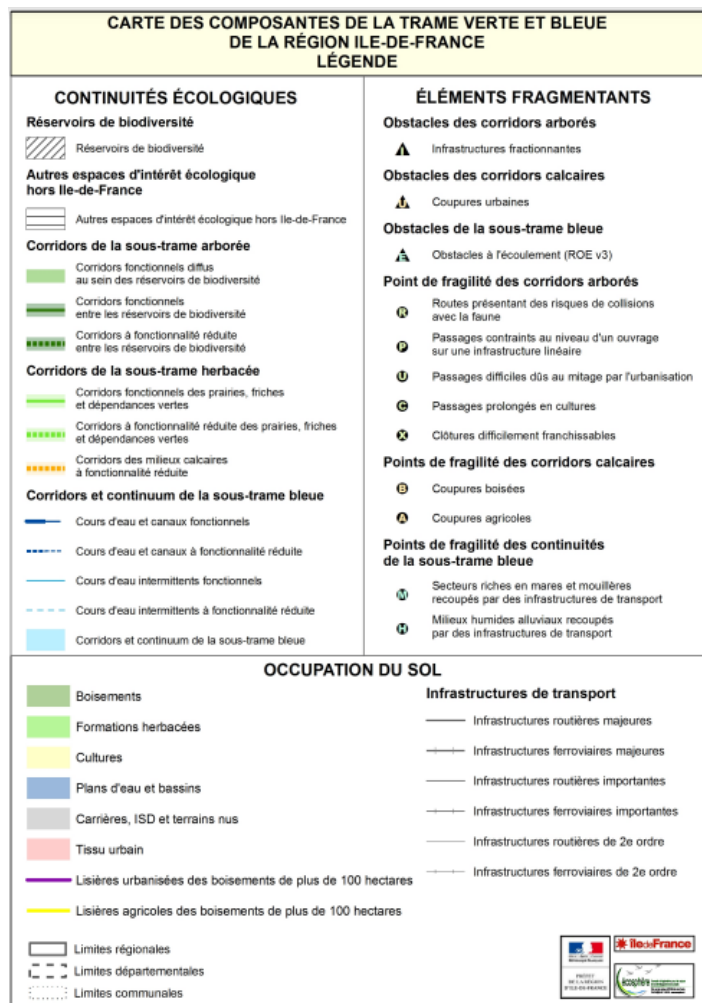 CARTE DES COMPOSANTES DE LA TRAME VERTE ET BLEUE
DE LA RÉGION ILE-DE-FRANCE
LÉGENDE
CONTINUITÉS ÉCOLOGIQUES
Réservoirs de biodiversité
Réservoirs de biodiversité
Autres espaces d'intérêt écologique
hors Ile-de-France
Autres espaces d'intérêt écologique hors Ile-de-France
Corridors de la sous-trame arborée
Corridors fonctionnels diffus
au sein des réservoirs de biodiversité
Corridors fonctionnels
entre les réservoirs de biodiversité
Corridors à fonctionnalité réduite
entre les réservoirs de biodiversité
Corridors de la sous-trame herbacée
Corridors fonctionnels des prairies, friches
et dépendances vertes
Corridors à fonctionnalité réduite des prairies, friches
et dépendances vertes
Corridors des milieux calcaires
à fonctionnalité réduite
Corridors et continuum de la sous-trame bleue
Cours d'eau et canaux fonctionnels
Cours d'eau et canaux à fonctionnalité réduite
Cours d'eau intermittents fonctionnels
Cours d'eau intermittents à fonctionnalité réduite
Corridors et continuum de la sous-trame bleue
ÉLÉMENTS FRAGMENTANTS
Obstacles des corridors arborés
Infrastructures fractionnantes
Obstacles des corridors calcaires
Coupures urbaines
Obstacles de la sous-trame bleue
Obstacles à l'écoulement (ROE v3)
Point de fragilité des corridors arborés
R Routes présentant des risques de collisions
avec la faune
P Passages contraints au niveau d'un ouvrage
sur une infrastructure linéaire
U Passages difficiles dûs au mitage par l'urbanisation
C Passages prolongés en cultures
X Clôtures difficilement franchissables
Points de fragilité des corridors calcaires
B Coupures boisées
A Coupures agricoles
Points de fragilité des continuités
de la sous-trame bleue
M Secteurs riches en mares et mouillères
recoupés par des infrastructures de transport
H Milieux humides alluviaux recoupés
par des infrastructures de transport
OCCUPATION DU SOL
Boisements
Formations herbacées
Cultures
Plans d'eau et bassins
Carrières, ISD et terrains nus
Tissu urbain
Lisières urbanisées des boisements de plus de 100 hectares
Lisières agricoles des boisements de plus de 100 hectares
Limites régionales
Limites départementales
Limites communales
Infrastructures de transport
Infrastructures routières majeures
Infrastructures ferroviaires majeures
Infrastructures routières importantes
Infrastructures ferroviaires importantes
Infrastructures routières de 2e ordre
Infrastructures ferroviaires de 2e ordre
PRÉFET
DE LA RÉGION
D'ILE-DE-FRANCE
îledeFrance
écosphère